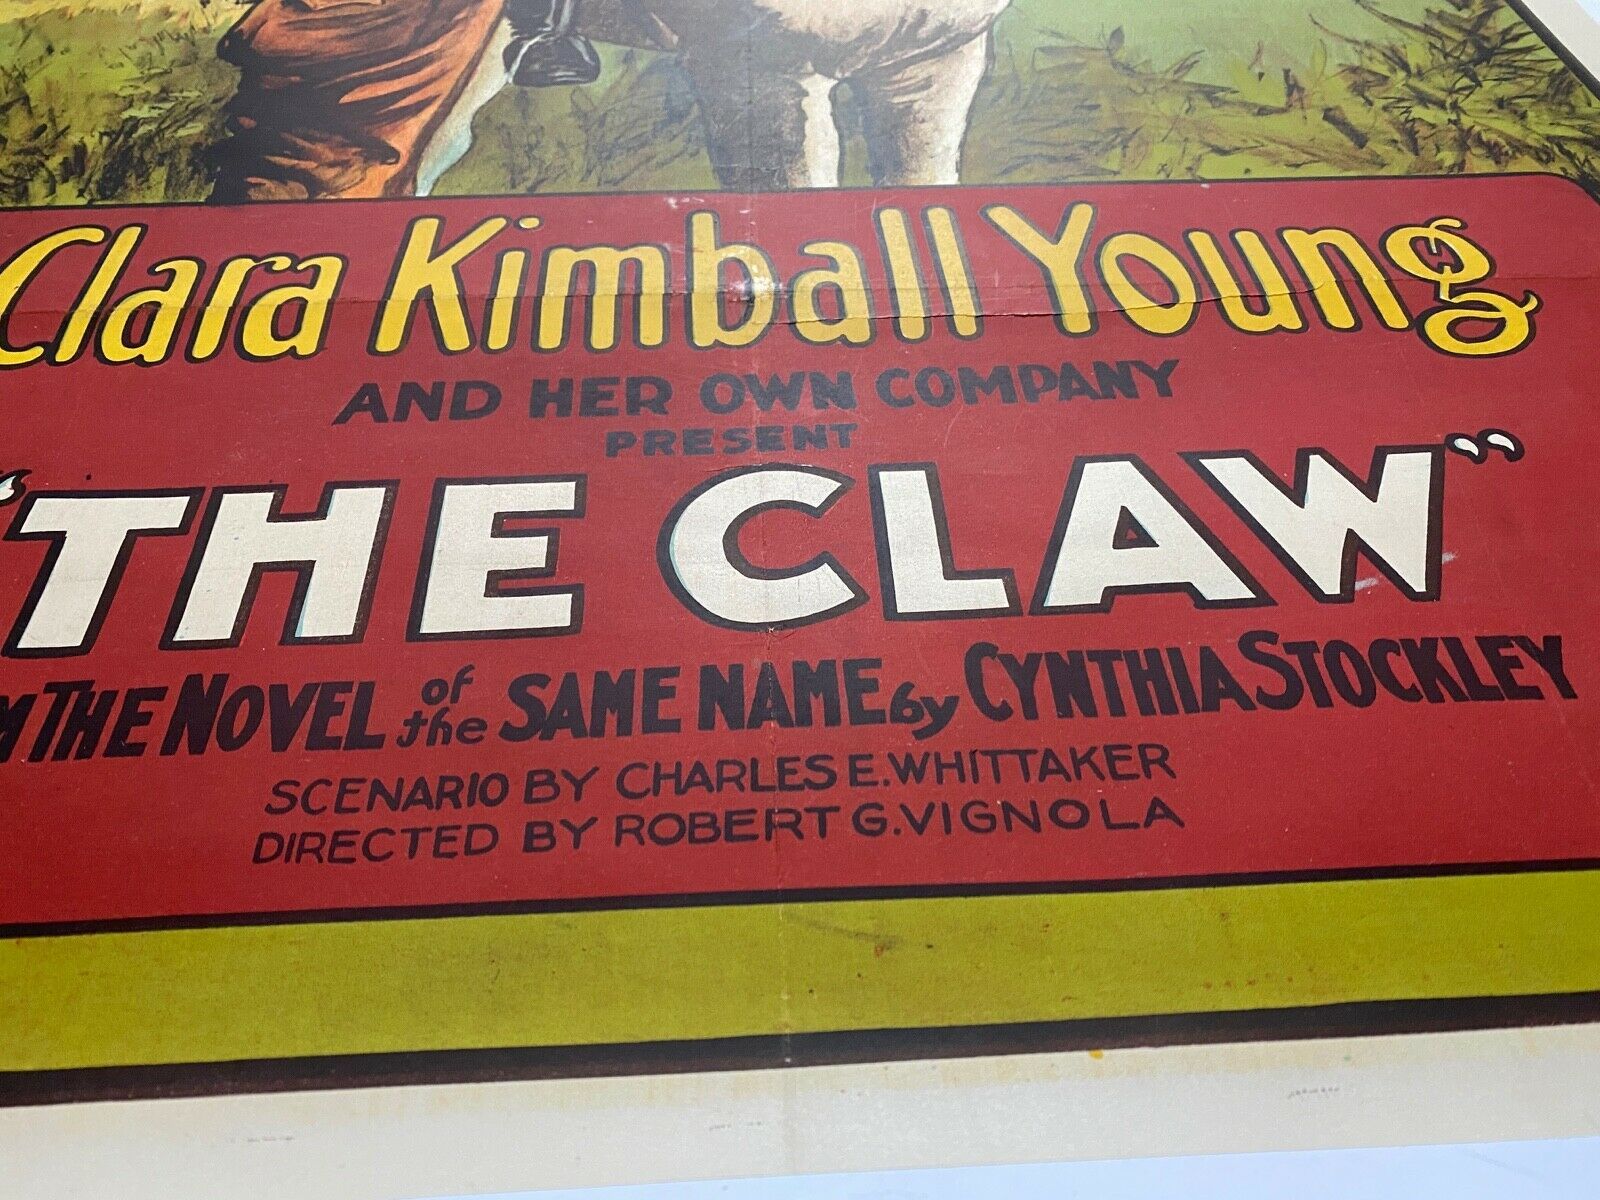 Clara Kimball Young
AND HER OWN COMPANY
PRESENT
"THE CLAW"
THE NOVEL of the SAME NAME by CYNTHIA STOCKLEY
SCENARIO BY CHARLES E. WHITTAKER
DIRECTED BY ROBERT G. VIGNOLA